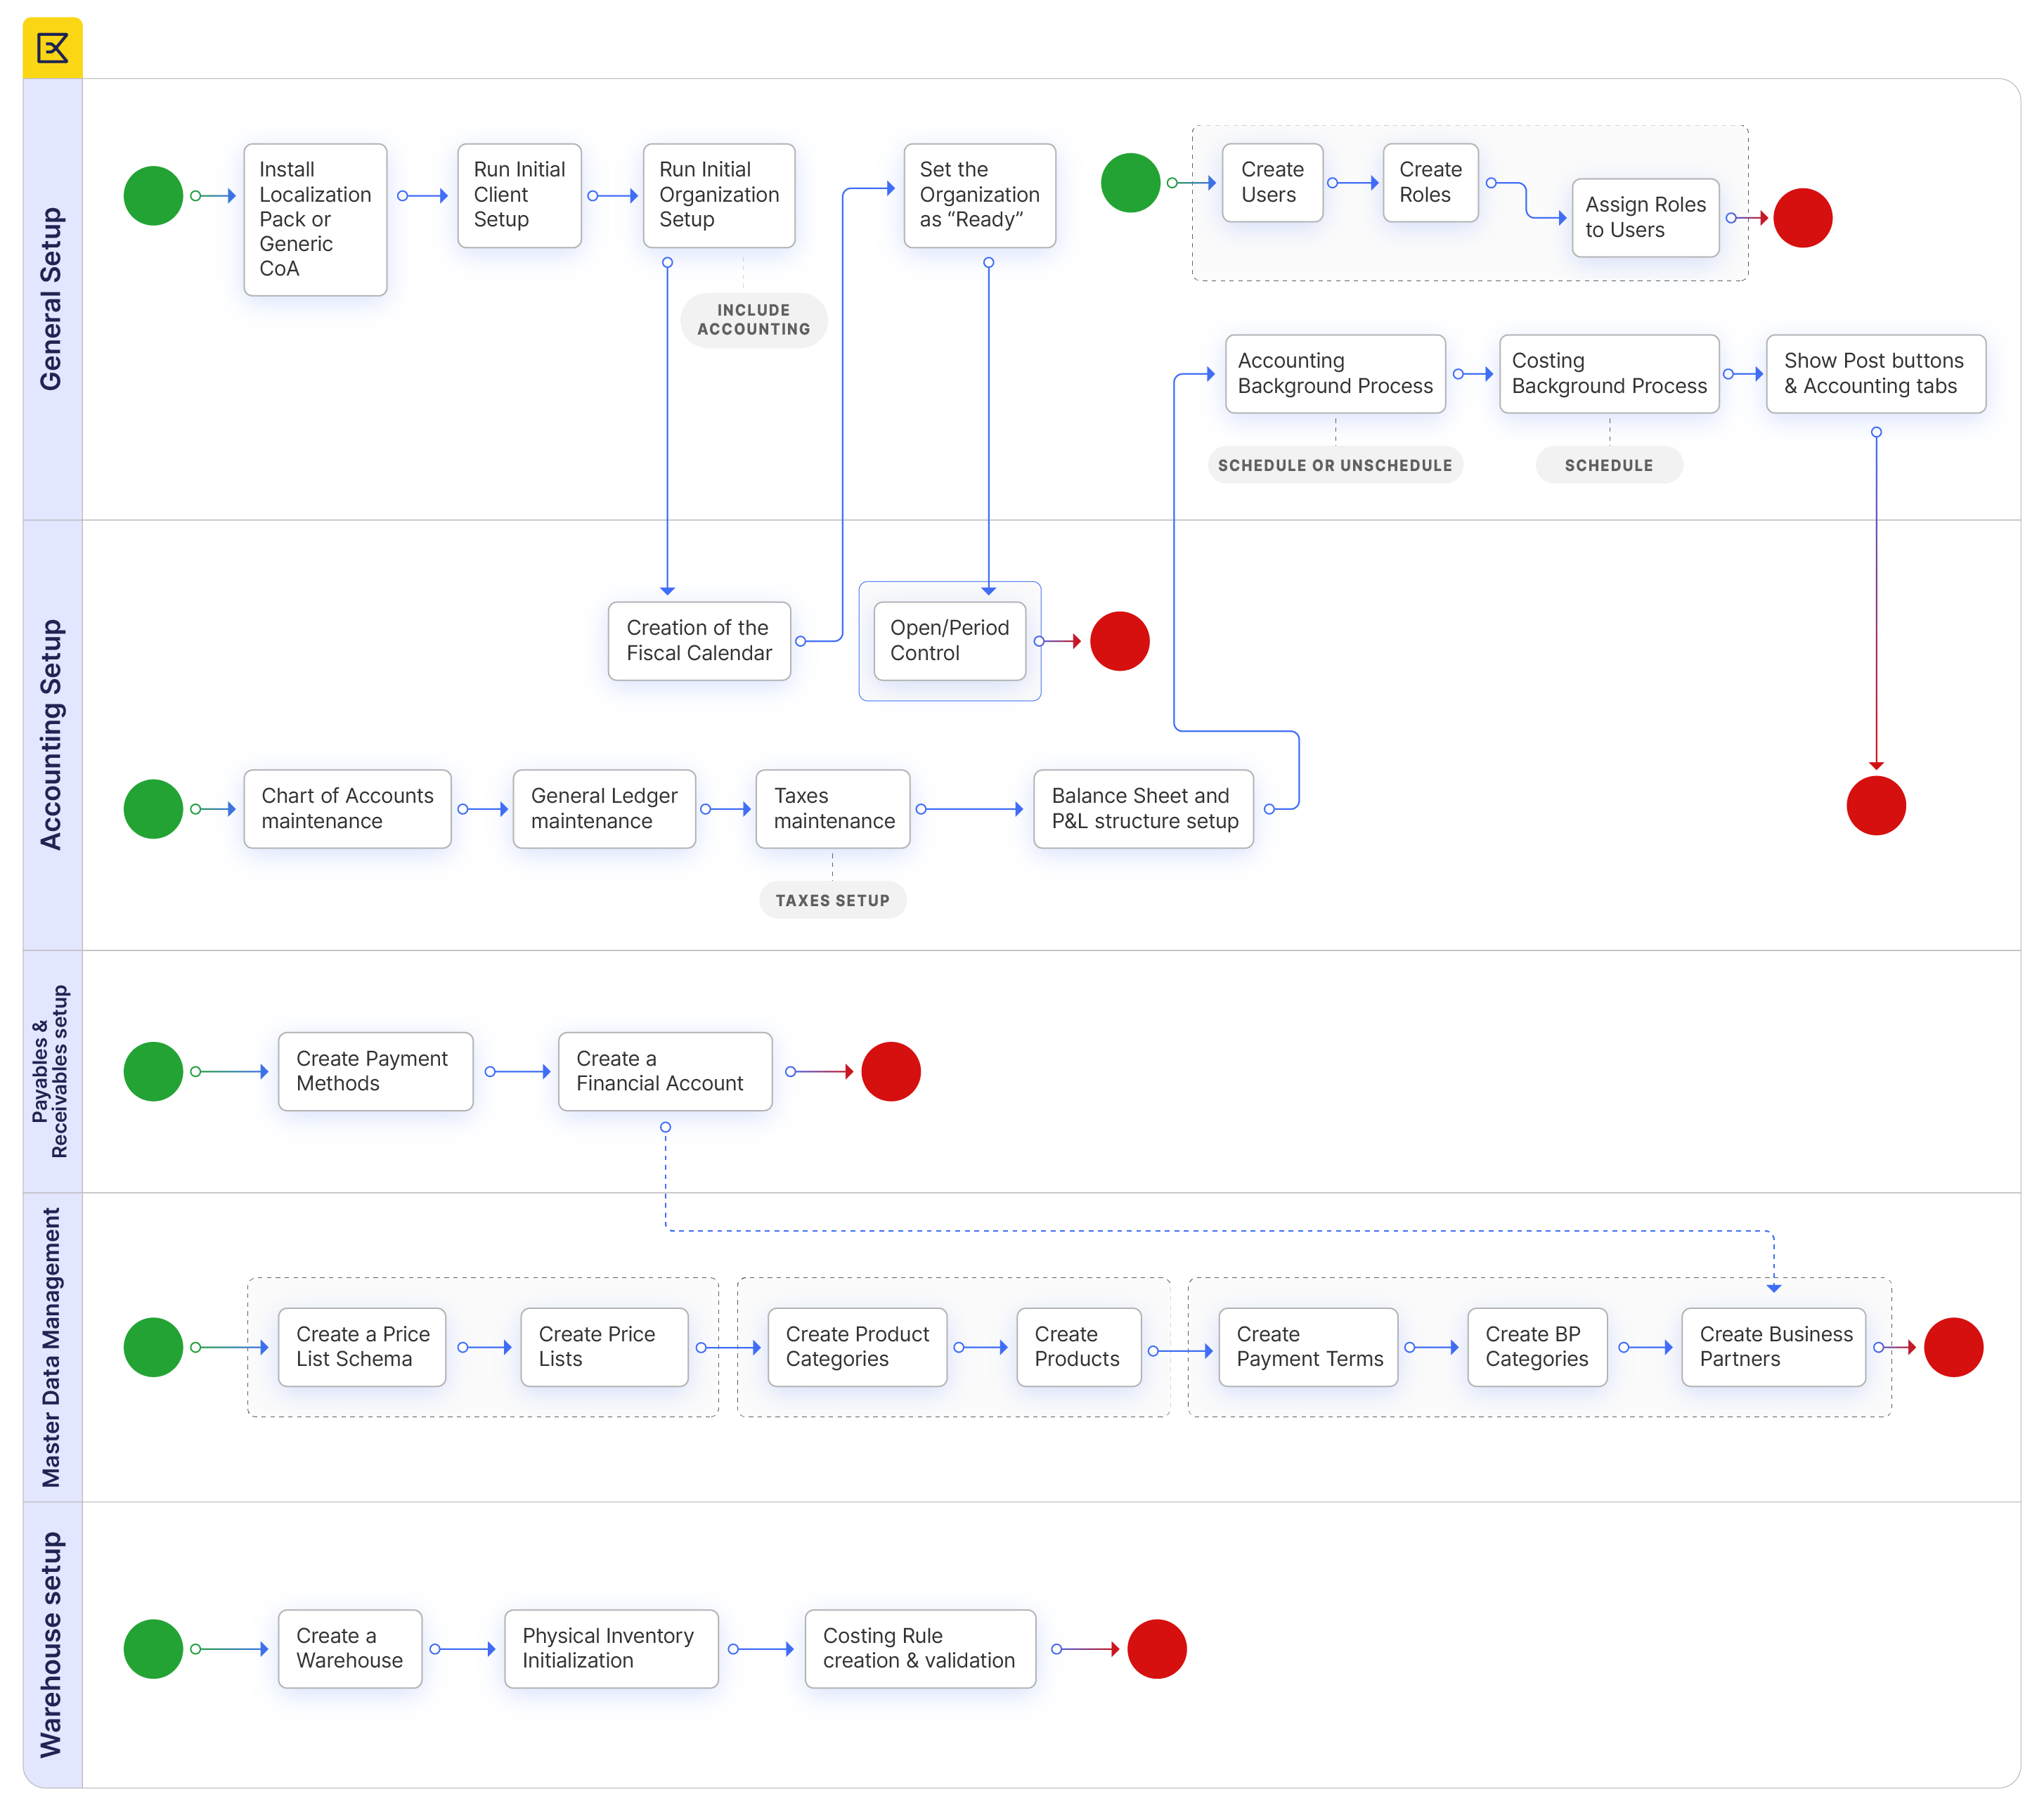 General Setup
Install
Localization
Pack or
Generic
CoA
Run Initial
Client
Setup
Run Initial
Organization
Setup
INCLUDE
ACCOUNTING
Set the
Organization
as “Ready”
Create
Users
Create
Roles
Assign Roles
to Users
Accounting
Background Process
SCHEDULE OR UNSCHEDULE
Costing
Background Process
SCHEDULE
Show Post buttons
& Accounting tabs
Accounting Setup
Creation of the
Fiscal Calendar
Open/Period
Control
Chart of Accounts
maintenance
General Ledger
maintenance
Taxes
maintenance
TAXES SETUP
Balance Sheet and
P&L structure setup
Payables &
Receivables setup
Create Payment
Methods
Create a
Financial Account
Master Data Management
Create a Price
List Schema
Create Price
Lists
Create Product
Categories
Create
Products
Create
Payment Terms
Create BP
Categories
Create Business
Partners
Warehouse setup
Create a
Warehouse
Physical Inventory
Initialization
Costing Rule
creation & validation